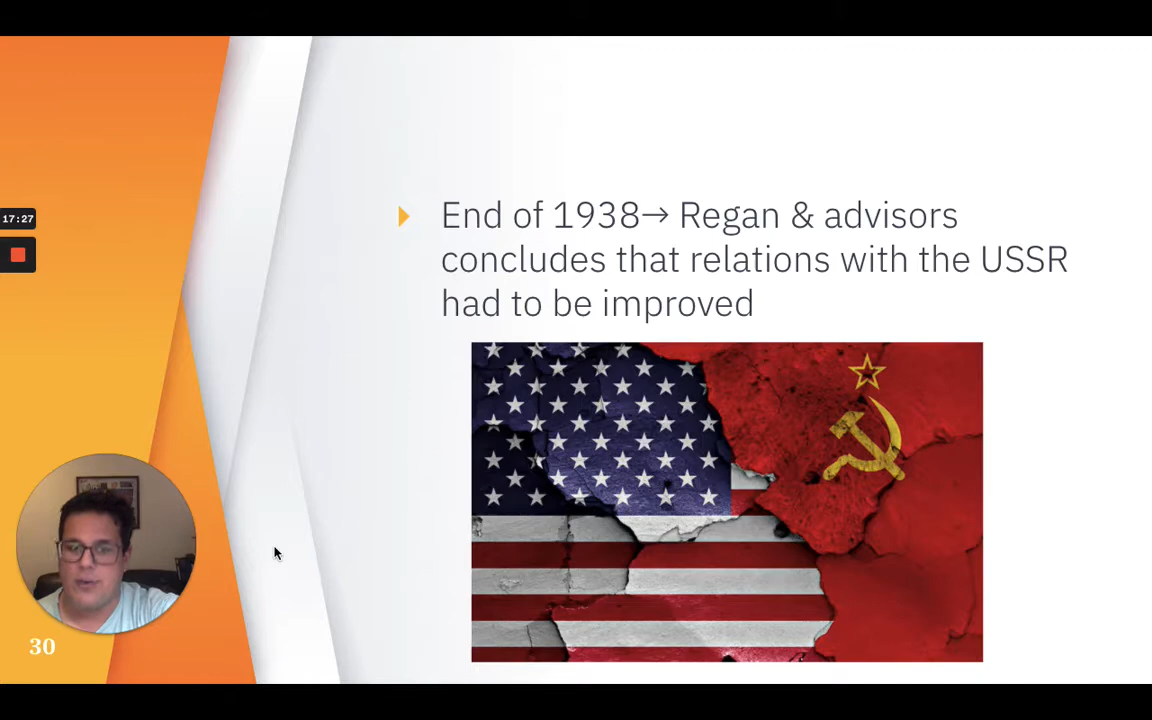 End of 1938→ Regan & advisors
concludes that relations with the USSR
had to be improved
17:27
30